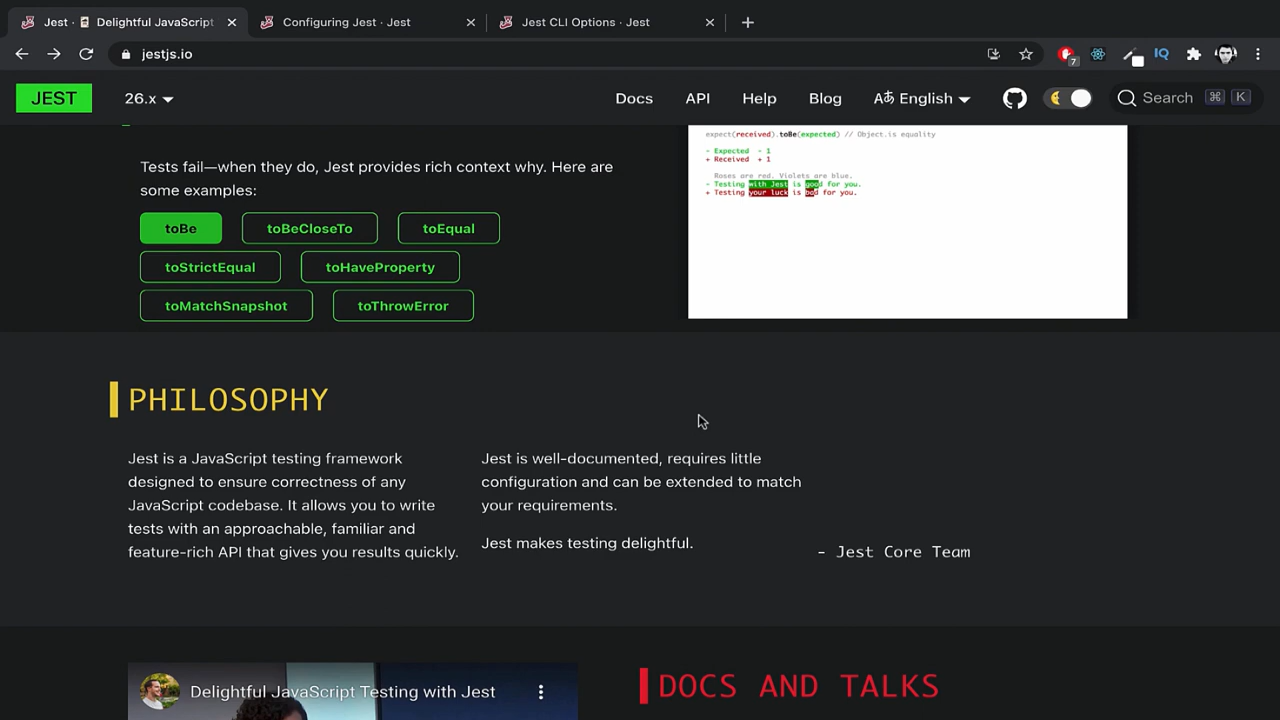 Jest · 🃏 Delightful JavaScript
Configuring Jest · Jest
Jest CLI Options · Jest
jestjs.io
7
IQ
JEST
26.x
Docs
API
Help
Blog
English
Search
⌘ K
Tests fail—when they do, Jest provides rich context why. Here are
some examples:
toBe
toBeCloseTo
toEqual
toStrictEqual
toHaveProperty
toMatchSnapshot
toThrowError
expect(received).toBe(expected) // Object.is equality
- Expected - 1
+ Received + 1
Roses are red. Violets are blue.
- Testing with Jest is good for you.
+ Testing your luck is bad for you.
PHILOSOPHY
Jest is a JavaScript testing framework
designed to ensure correctness of any
JavaScript codebase. It allows you to write
tests with an approachable, familiar and
feature-rich API that gives you results quickly.
Jest is well-documented, requires little
configuration and can be extended to match
your requirements.
Jest makes testing delightful.
- Jest Core Team
Delightful JavaScript Testing with Jest
DOCS AND TALKS